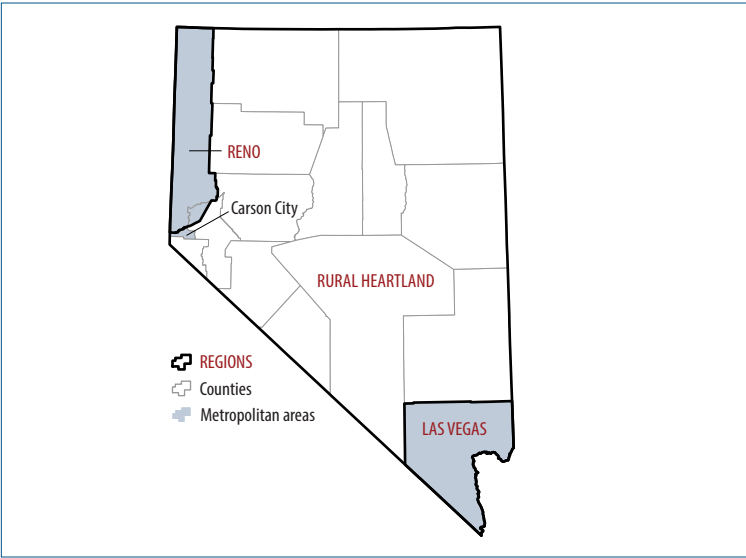 RENO
Carson City
RURAL HEARTLAND
REGIONS
Counties
Metropolitan areas
LAS VEGAS